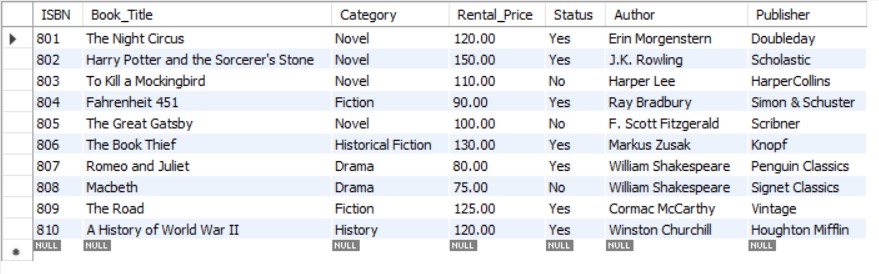 ISBN Book_Title Category Rental_Price Status Author Publisher
801 The Night Circus Novel 120.00 Yes Erin Morgenstern Doubleday
802 Harry Potter and the Sorcerer's Stone Novel 150.00 Yes J.K. Rowling Scholastic
803 To Kill a Mockingbird Novel 110.00 No Harper Lee HarperCollins
804 Fahrenheit 451 Fiction 90.00 Yes Ray Bradbury Simon & Schuster
805 The Great Gatsby Novel 100.00 No F. Scott Fitzgerald Scribner
806 The Book Thief Historical Fiction 130.00 Yes Markus Zusak Knopf
807 Romeo and Juliet Drama 80.00 Yes William Shakespeare Penguin Classics
808 Macbeth Drama 75.00 No William Shakespeare Signet Classics
809 The Road Fiction 125.00 Yes Cormac McCarthy Vintage
810 A History of World War II History 120.00 Yes Winston Churchill Houghton Mifflin
NULL NULL NULL NULL NULL NULL NULL